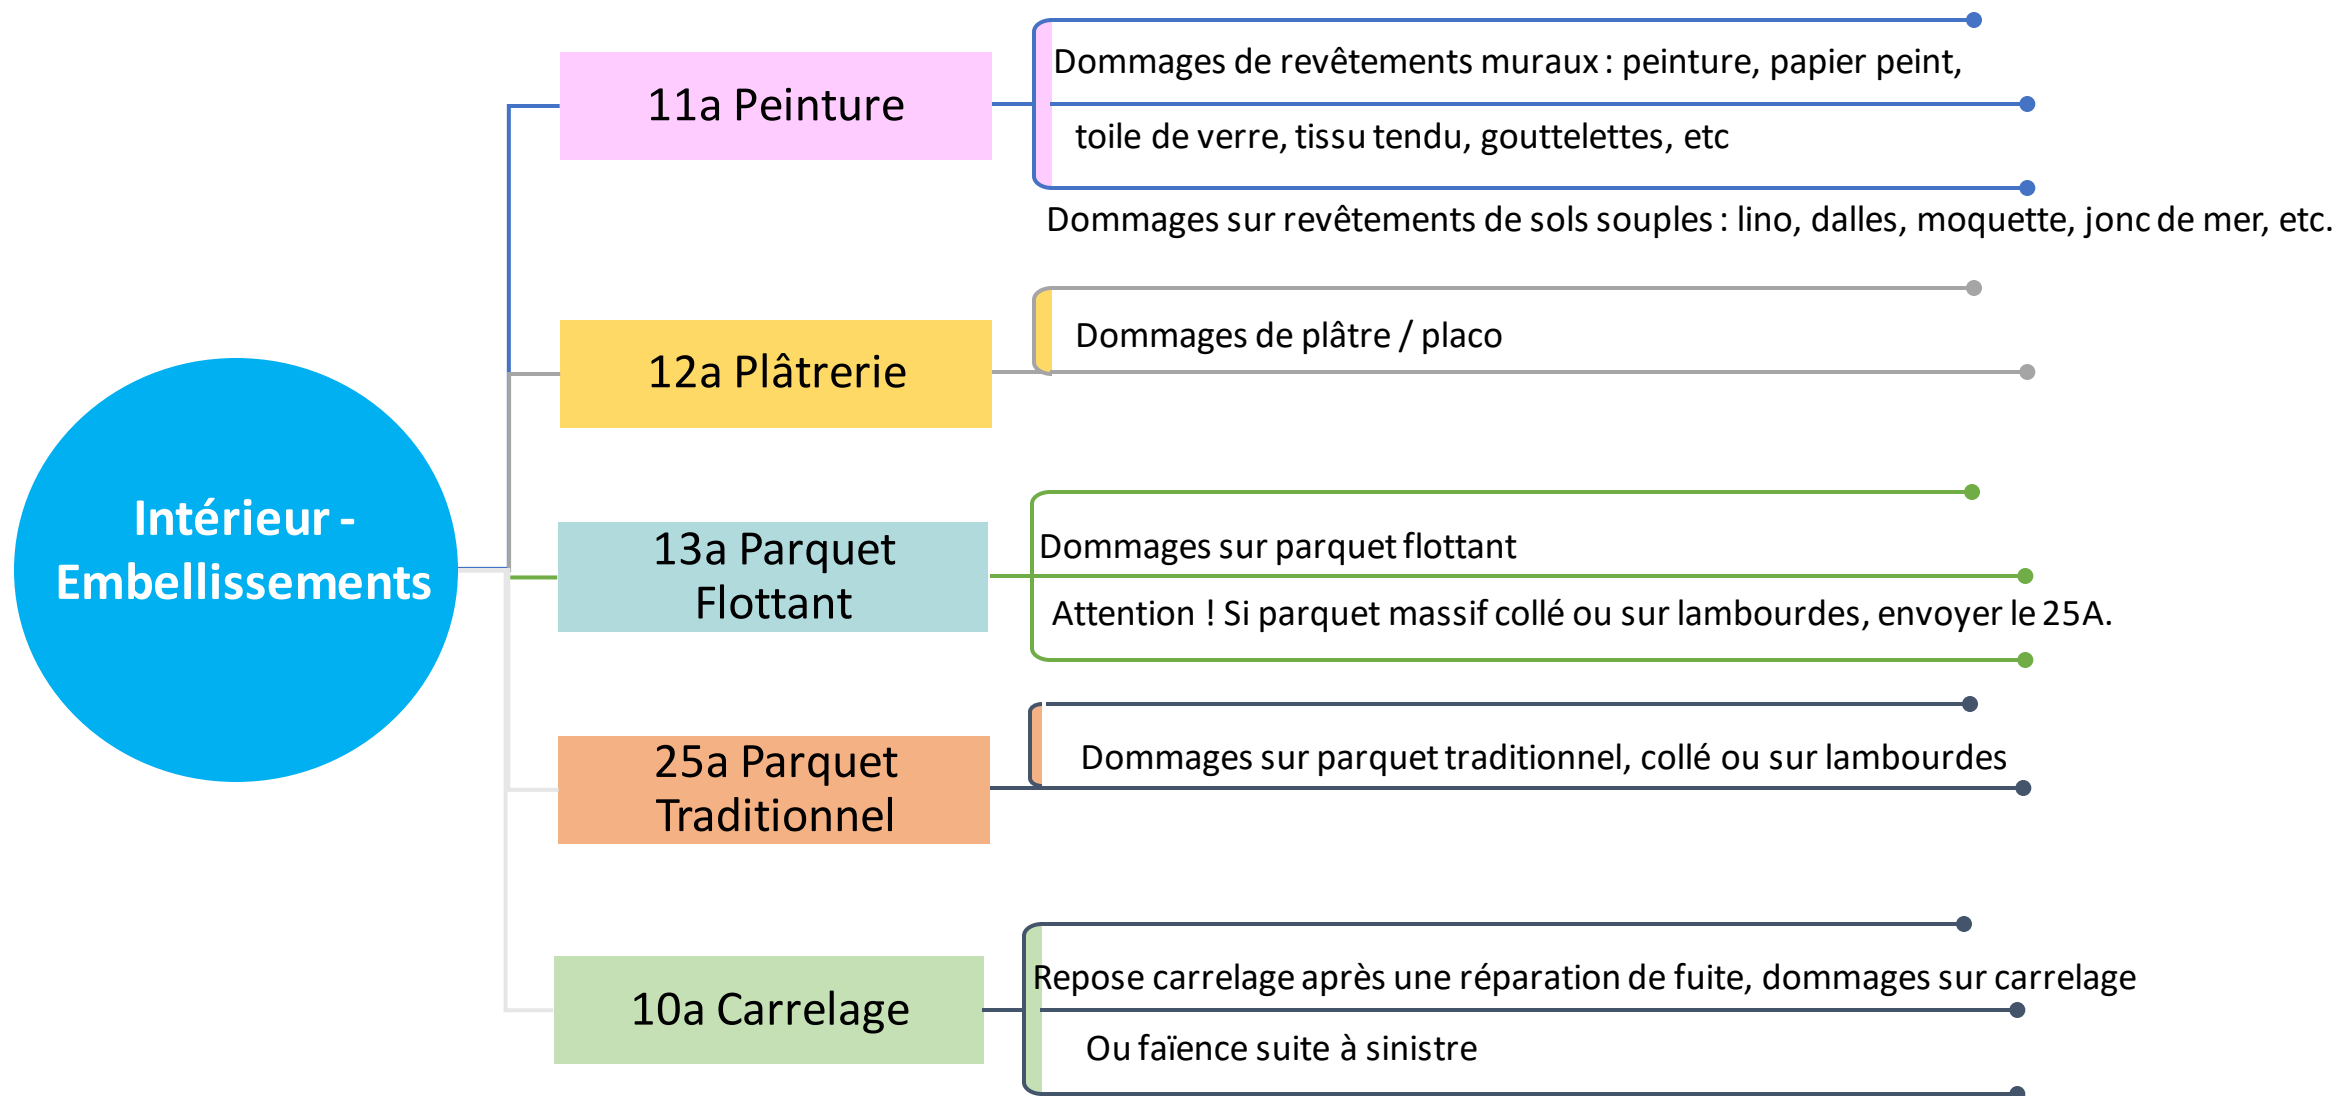 Intérieur -
Embellissements
11a Peinture
Dommages de revêtements muraux : peinture, papier peint,
toile de verre, tissu tendu, gouttelettes, etc
Dommages sur revêtements de sols souples : lino, dalles, moquette, jonc de mer, etc.
12a Plâtrerie
Dommages de plâtre / placo
13a Parquet
Flottant
Dommages sur parquet flottant
Attention ! Si parquet massif collé ou sur lambourdes, envoyer le 25A.
25a Parquet
Traditionnel
Dommages sur parquet traditionnel, collé ou sur lambourdes
10a Carrelage
Repose carrelage après une réparation de fuite, dommages sur carrelage
Ou faïence suite à sinistre